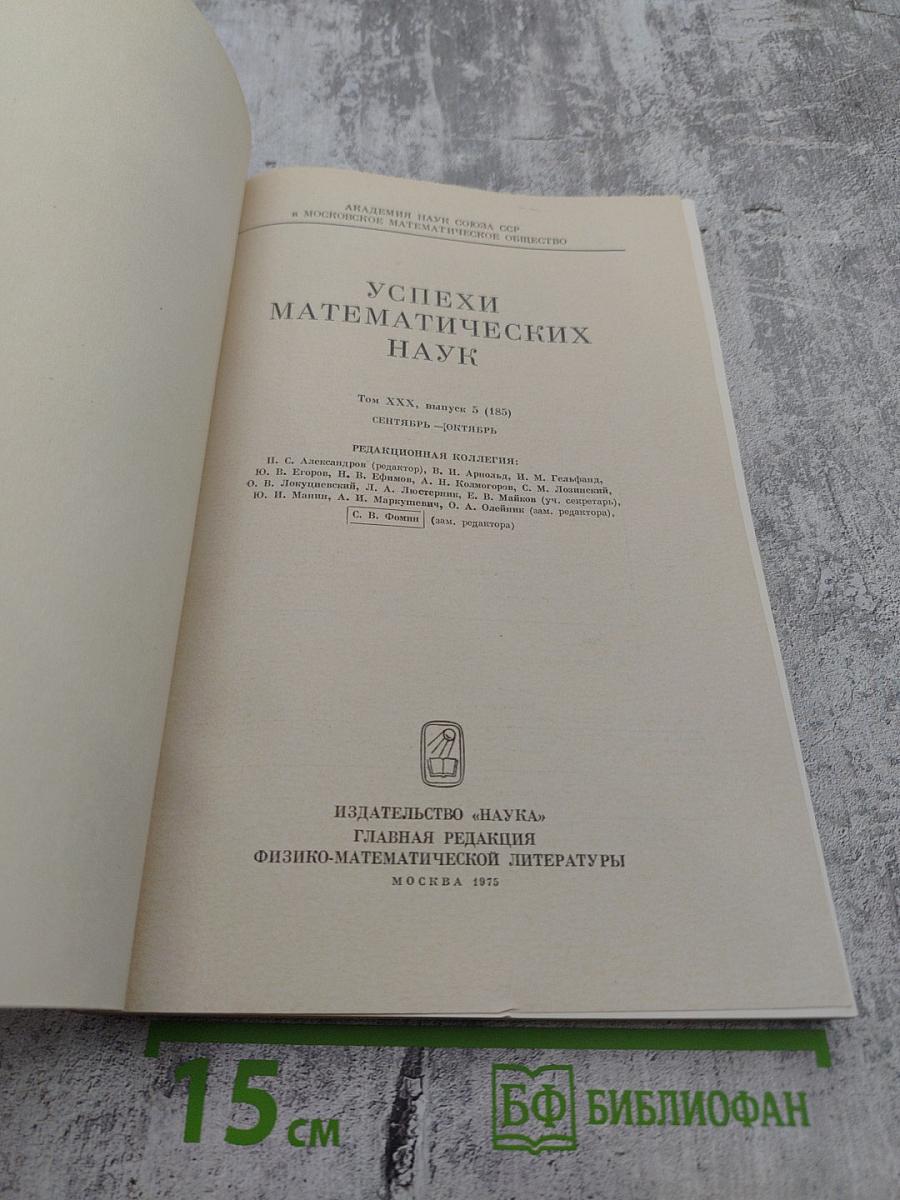 АКАДЕМИЯ НАУК СОЮЗА ССР
и МОСКОВСКОЕ МАТЕМАТИЧЕСКОЕ ОБЩЕСТВО
УСПЕХИ
МАТЕМАТИЧЕСКИХ
НАУК
Том XXX, выпуск 5 (185)
СЕНТЯБРЬ — ОКТЯБРЬ
РЕДАКЦИОННАЯ КОЛЛЕГИЯ:
П. С. Александров (редактор), В. И. Арнольд, И. М. Гельфанд,
Ю. В. Егоров, Н. В. Ефимов, А. Н. Колмогоров, С. М. Лозинский,
О. В. Локуциевский, Л. А. Люстерник, Е. В. Майков (уч. секретарь),
Ю. И. Манин, А. И. Маркушевич, О. А. Олейник (зам. редактора),
С. В. Фомин (зам. редактора)
ИЗДАТЕЛЬСТВО «НАУКА»
ГЛАВНАЯ РЕДАКЦИЯ
ФИЗИКО-МАТЕМАТИЧЕСКОЙ ЛИТЕРАТУРЫ
МОСКВА 1975
15 см
БФ БИБЛИОФАН